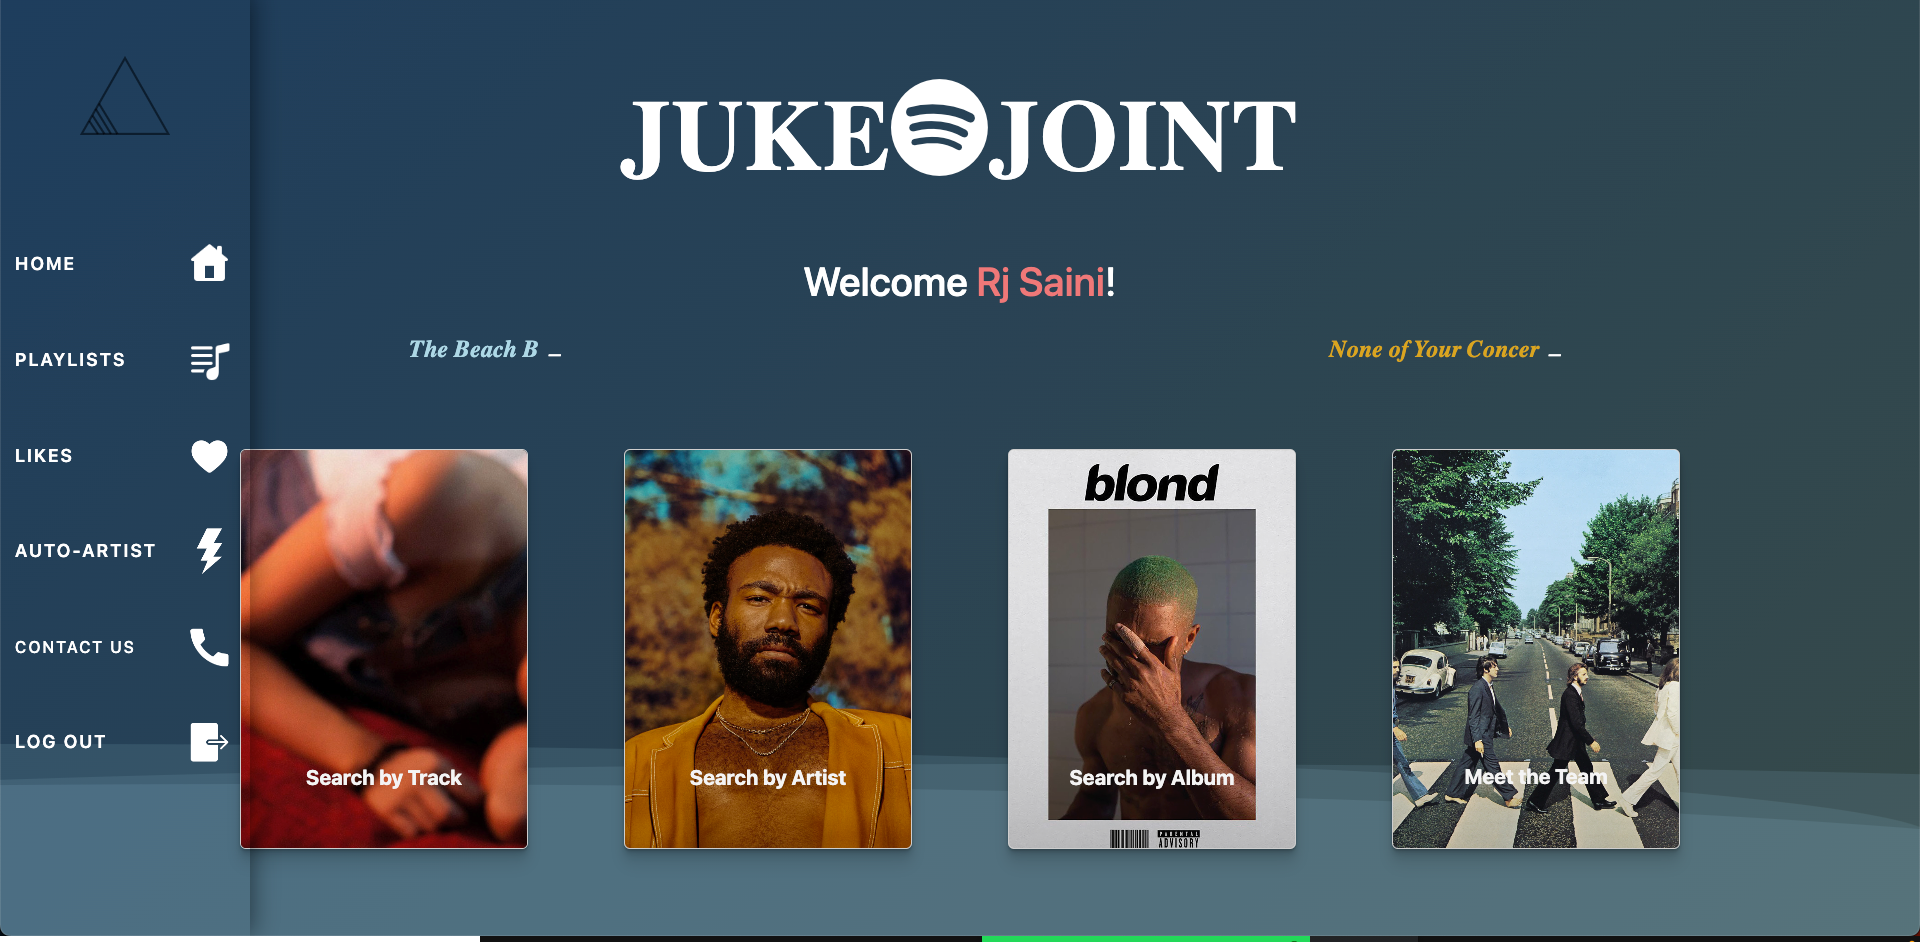 JUKE JOINT
Welcome Rj Saini!
The Beach B _
None of Your Concer _
HOME
PLAYLISTS
LIKES
AUTO-ARTIST
CONTACT US
LOG OUT
Search by Track
Search by Artist
blond
Search by Album
PARENTAL
ADVISORY
Meet the Team